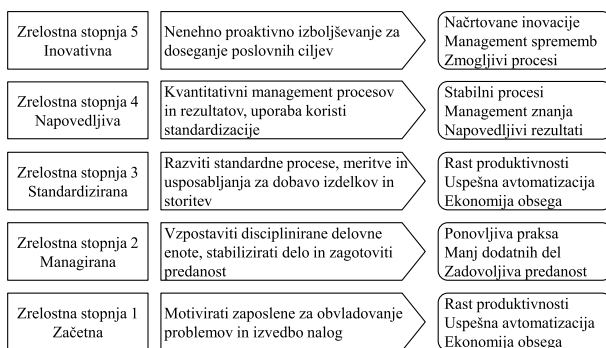 Zrelostna stopnja 5
Inovativna
Nenehno proaktivno izboljševanje za
doseganje poslovnih ciljev
Načrtovane inovacije
Management sprememb
Zmogljivi procesi
Zrelostna stopnja 4
Napovedljiva
Kvantitativni management procesov
in rezultatov, uporaba koristi
standardizacije
Stabilni procesi
Management znanja
Napovedljivi rezultati
Zrelostna stopnja 3
Standardizirana
Razviti standardne procese, meritve in
usposabljanja za dobavo izdelkov in
storitev
Rast produktivnosti
Uspešna avtomatizacija
Ekonomija obsega
Zrelostna stopnja 2
Managirana
Vzpostaviti disciplinirane delovne
enote, stabilizirati delo in zagotoviti
predanost
Ponovljiva praksa
Manj dodatnih del
Zadovoljiva predanost
Zrelostna stopnja 1
Začetna
Motivirati zaposlene za obvladovanje
problemov in izvedbo nalog
Rast produktivnosti
Uspešna avtomatizacija
Ekonomija obsega